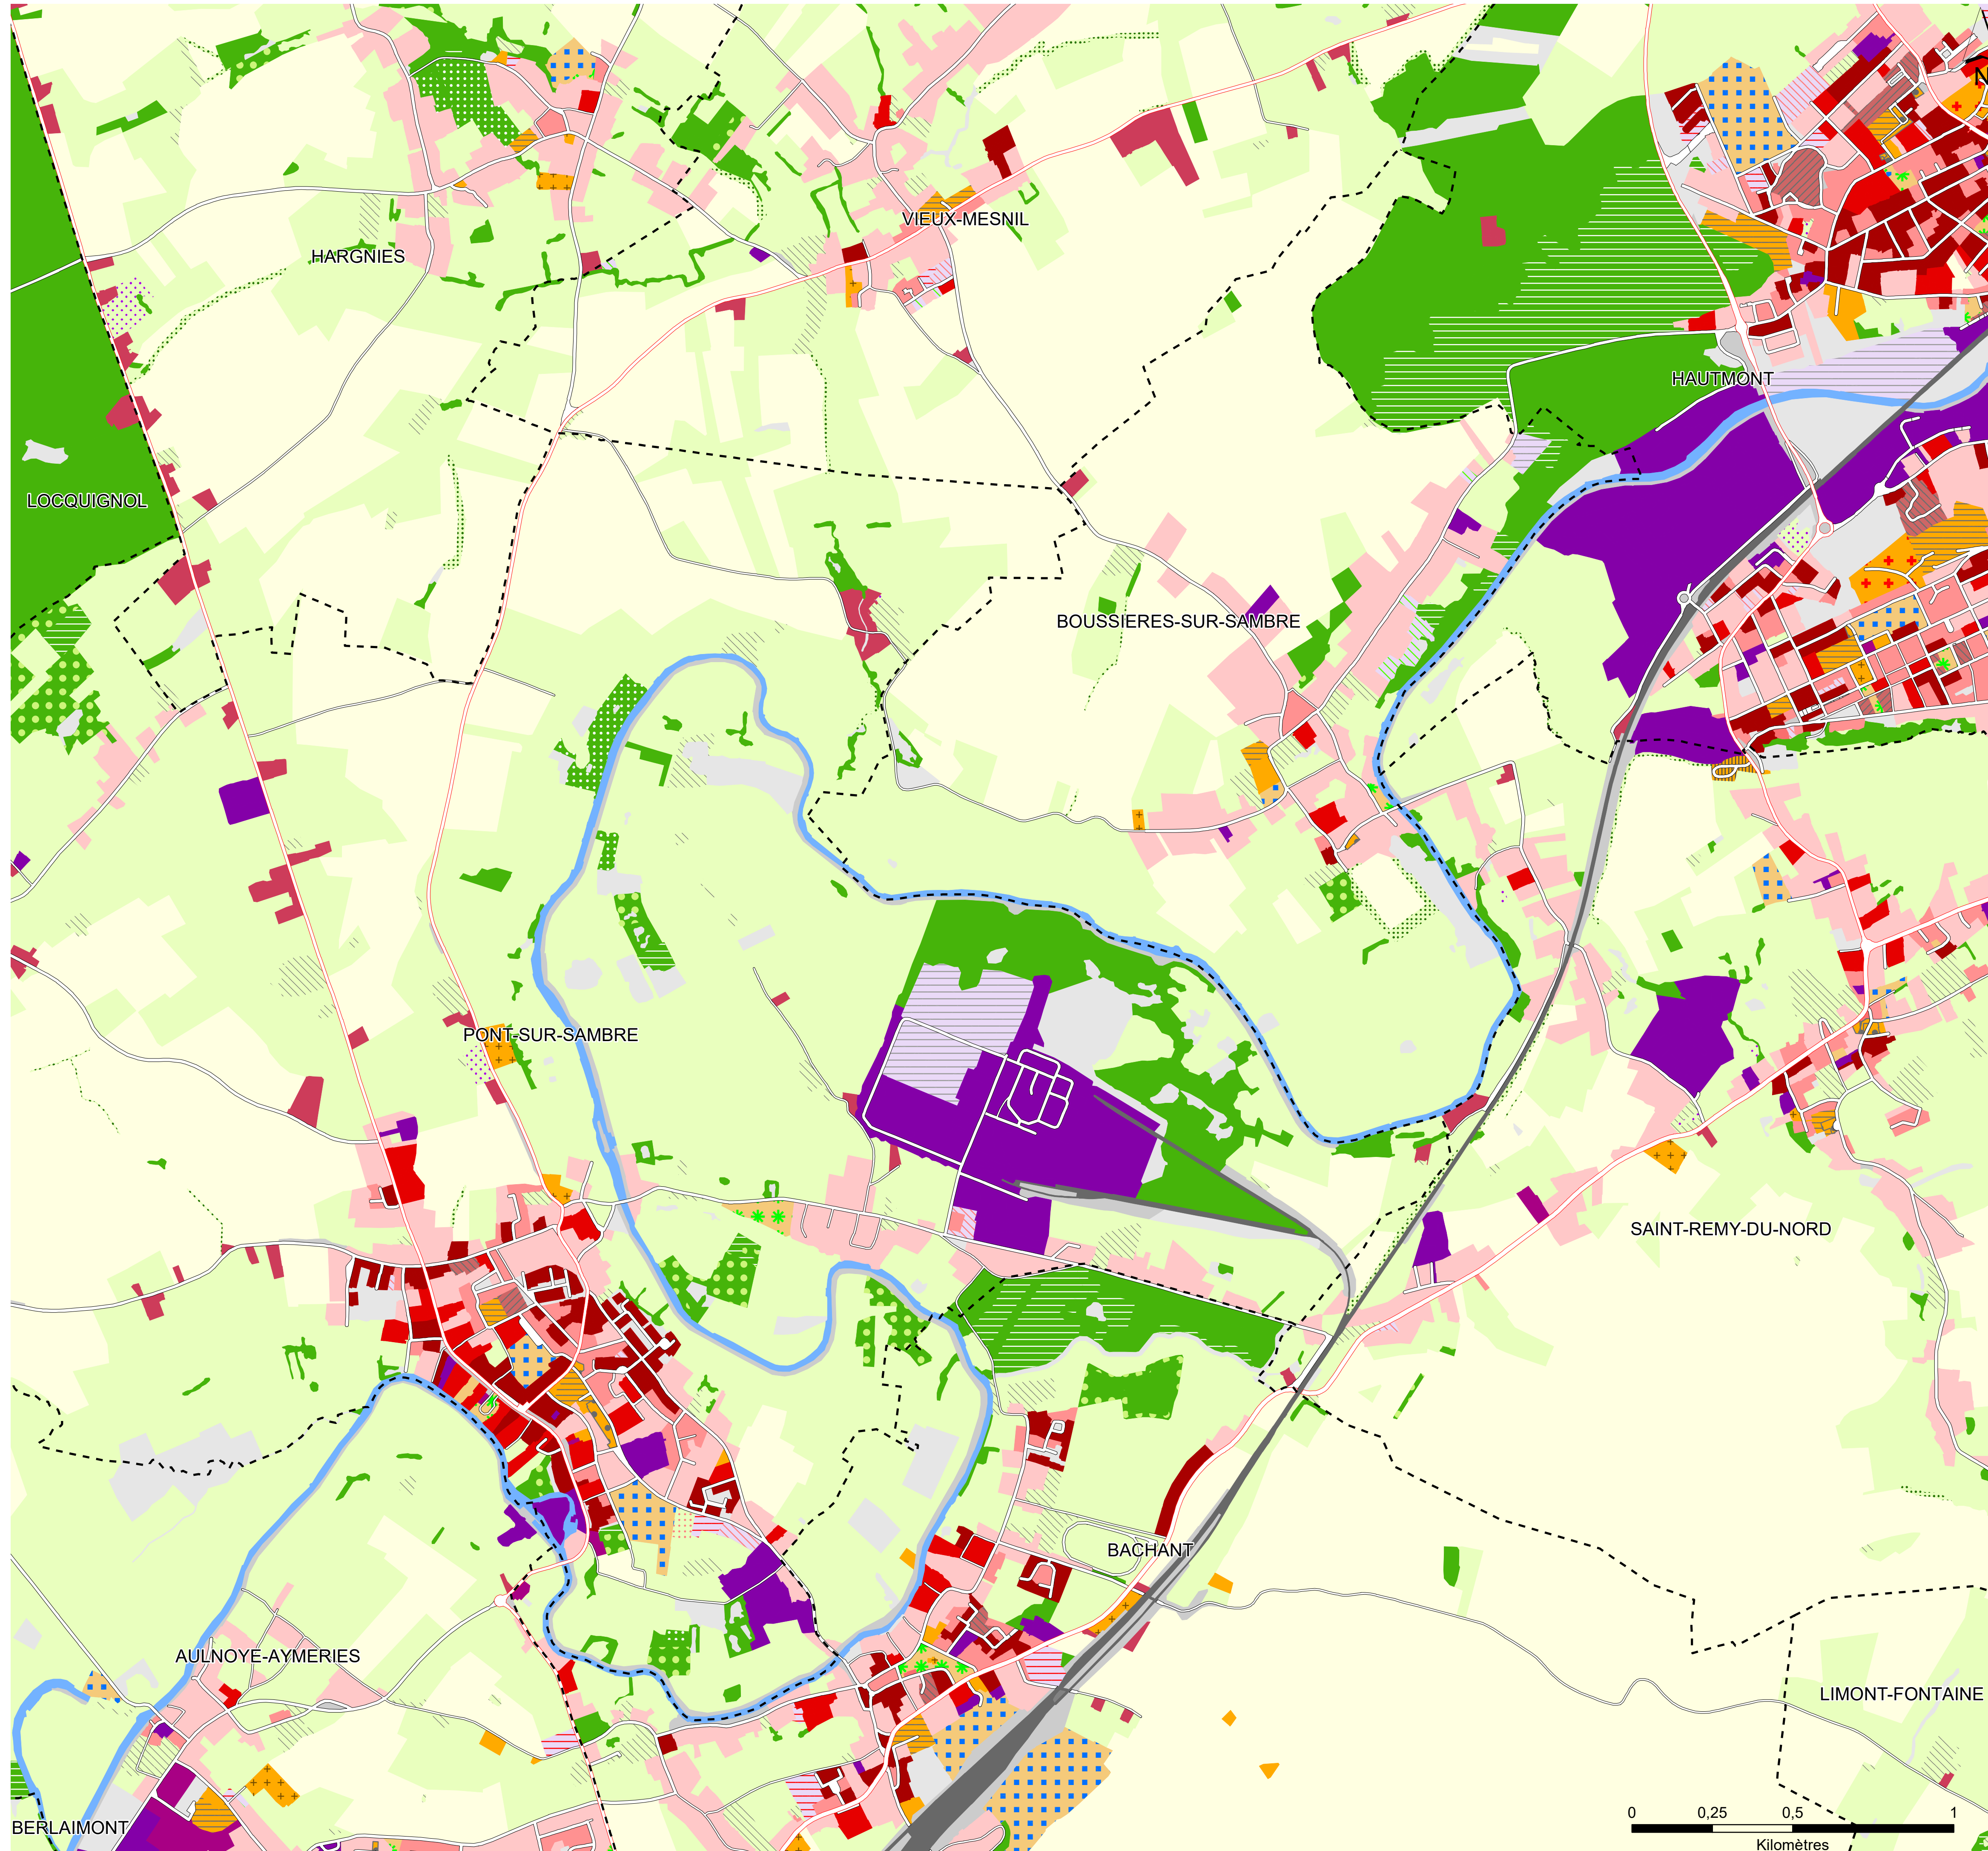 N
VIEUX-MESNIL
HARGNIES
HAUTMONT
LOCQUIGNOL
BOUSSIERES-SUR-SAMBRE
PONT-SUR-SAMBRE
SAINT-REMY-DU-NORD
BACHANT
AULNOYE-AYMERIES
LIMONT-FONTAINE
BERLAIMONT
0 0,25 0,5 1
Kilomètres